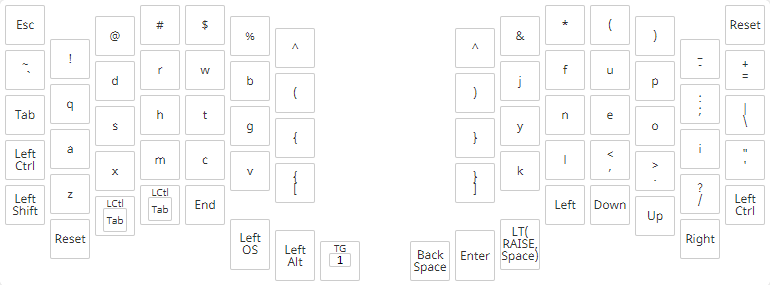 Esc ! @ # $ % ^ ^ & * ( ) _ Reset
-
~ q d r w b ( ) j f u p : +
` ; =
Tab a s h t g { } y n e o i |
\
Left z x m c v { } k l < > ? "
Ctrl [ ] , . / '
Left Reset LCtl LCtl End Left Down Up Right Left
Shift Tab Tab Ctrl
Left Left TG Back Enter LT(
OS Alt 1 Space RAISE,
Space)